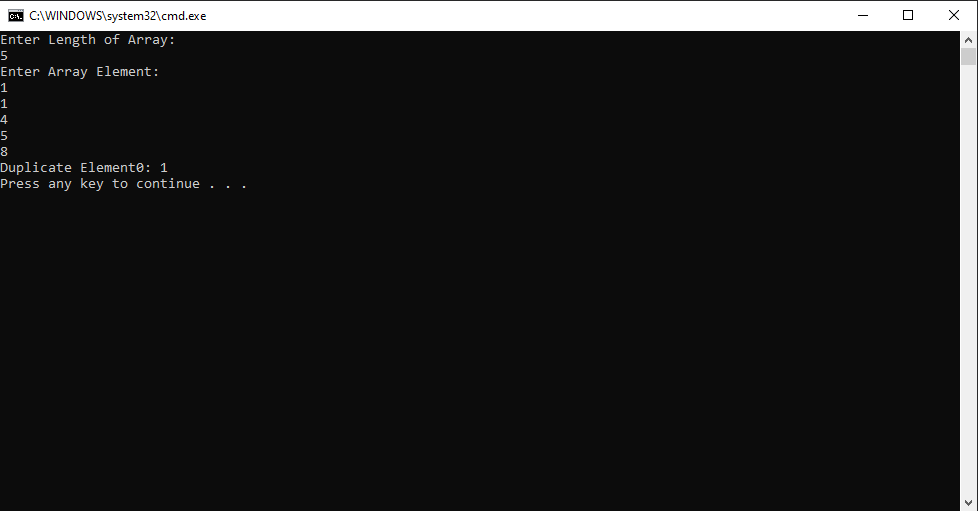 C:\WINDOWS\system32\cmd.exe
Enter Length of Array:
5
Enter Array Element:
1
1
4
5
8
Duplicate Element0: 1
Press any key to continue . . .